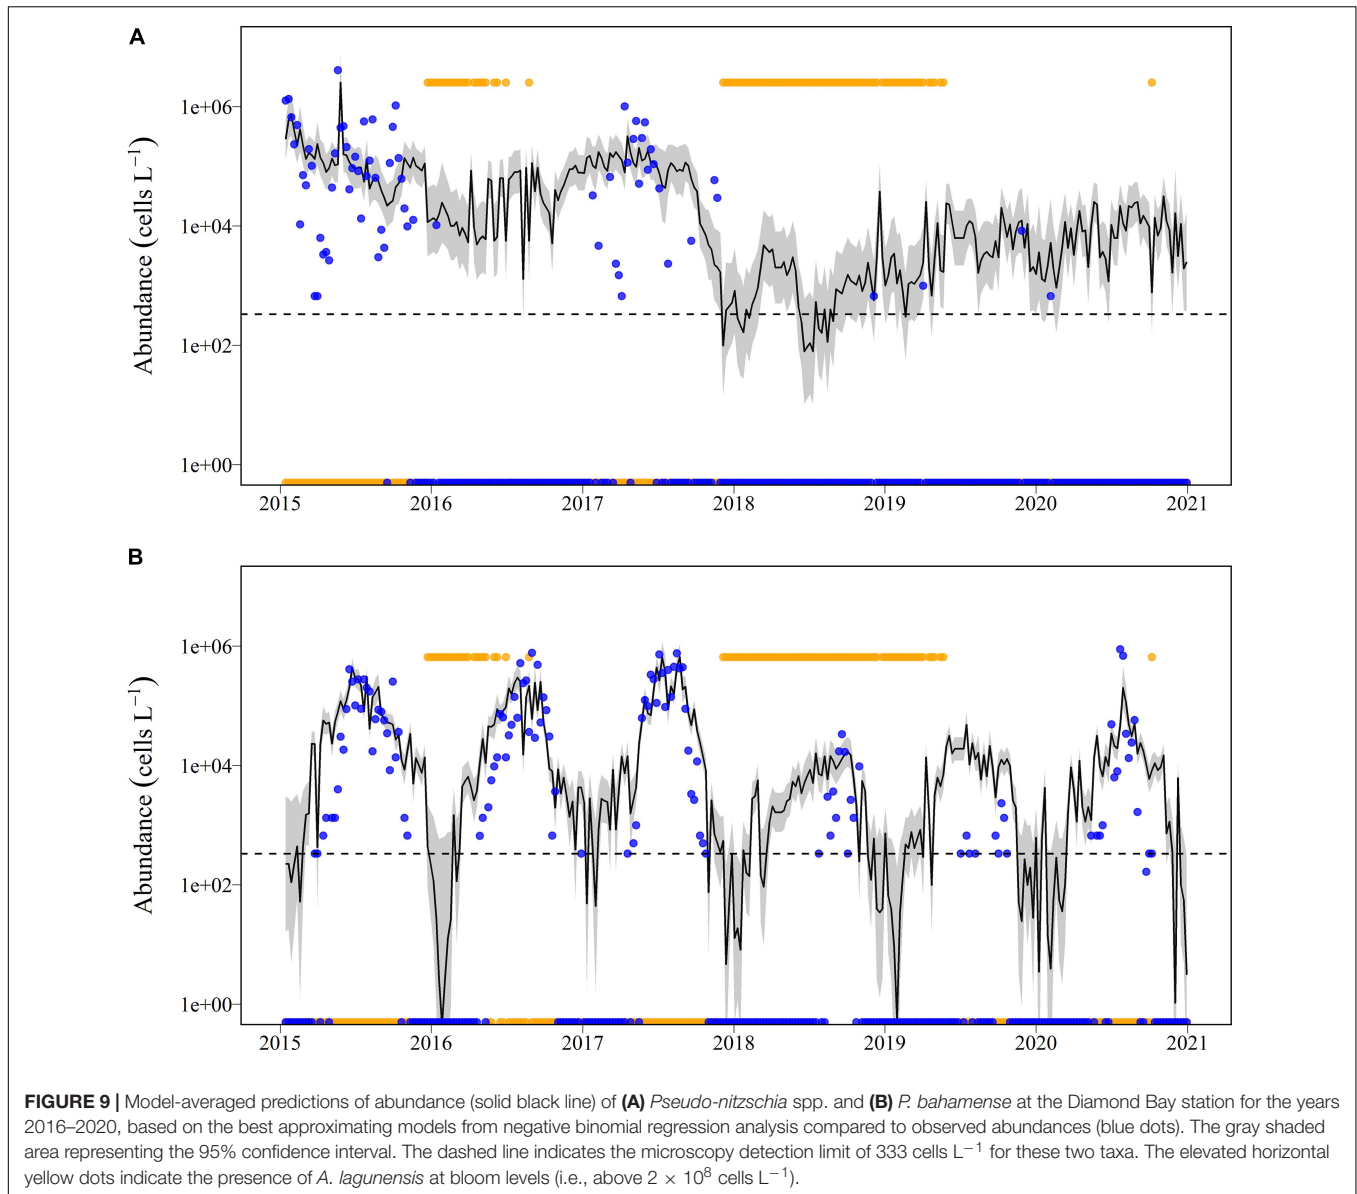 A
Abundance (cells L⁻¹)
1e+06
1e+04
1e+02
1e+00
2015 2016 2017 2018 2019 2020 2021
B
Abundance (cells L⁻¹)
1e+06
1e+04
1e+02
1e+00
2015 2016 2017 2018 2019 2020 2021
FIGURE 9 | Model-averaged predictions of abundance (solid black line) of (A) Pseudo-nitzschia spp. and (B) P. bahamense at the Diamond Bay station for the years
2016–2020, based on the best approximating models from negative binomial regression analysis compared to observed abundances (blue dots). The gray shaded
area representing the 95% confidence interval. The dashed line indicates the microscopy detection limit of 333 cells L⁻¹ for these two taxa. The elevated horizontal
yellow dots indicate the presence of A. lagunensis at bloom levels (i.e., above 2 × 10⁸ cells L⁻¹).